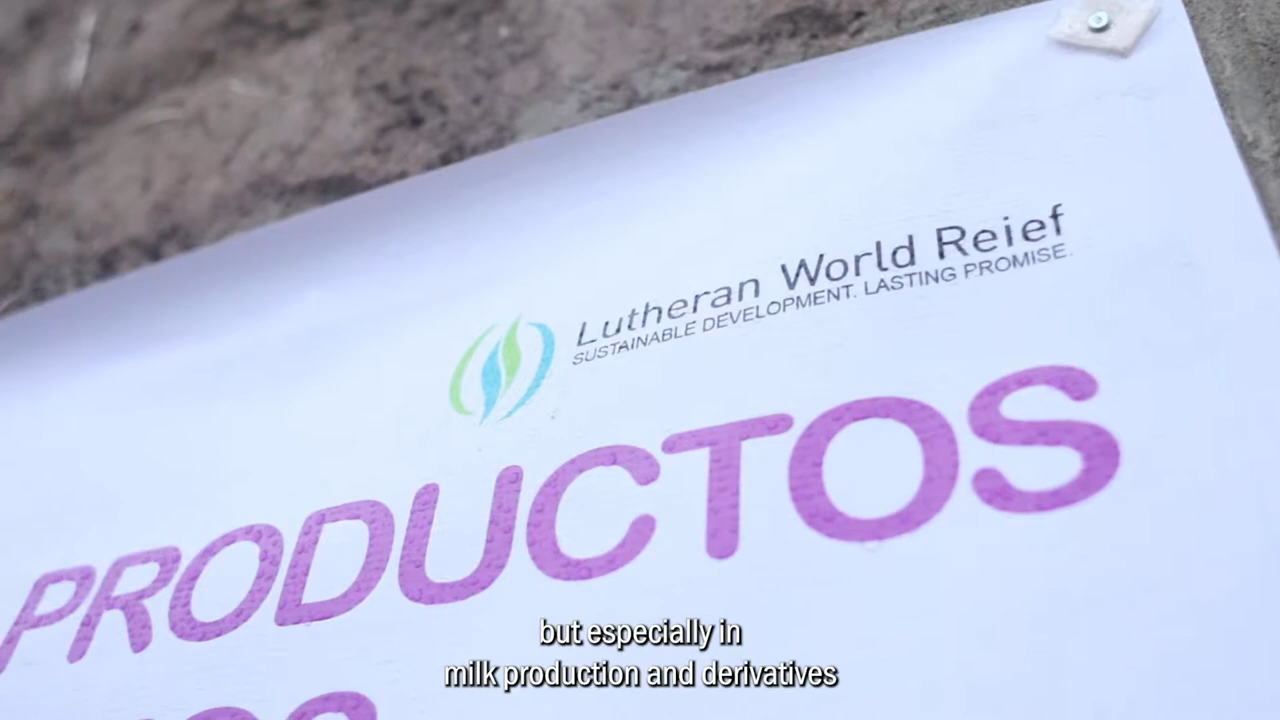 Lutheran World Reief
SUSTAINABLE DEVELOPMENT. LASTING PROMISE.
PRODUCTOS
but especially in
milk production and derivatives